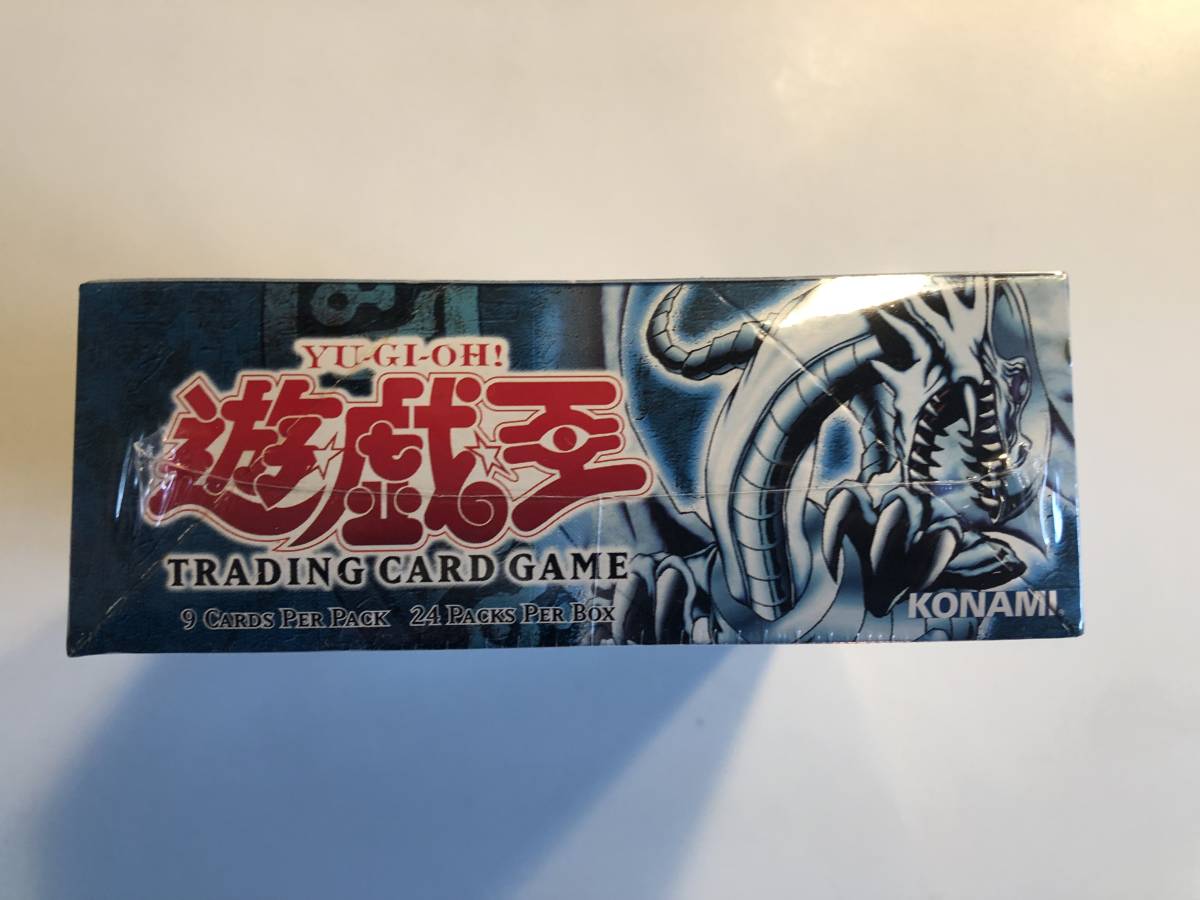 YU-GI-OH!
遊戯王
TRADING CARD GAME
9 CARDS PER PACK 24 PACKS PER BOX
KONAMI